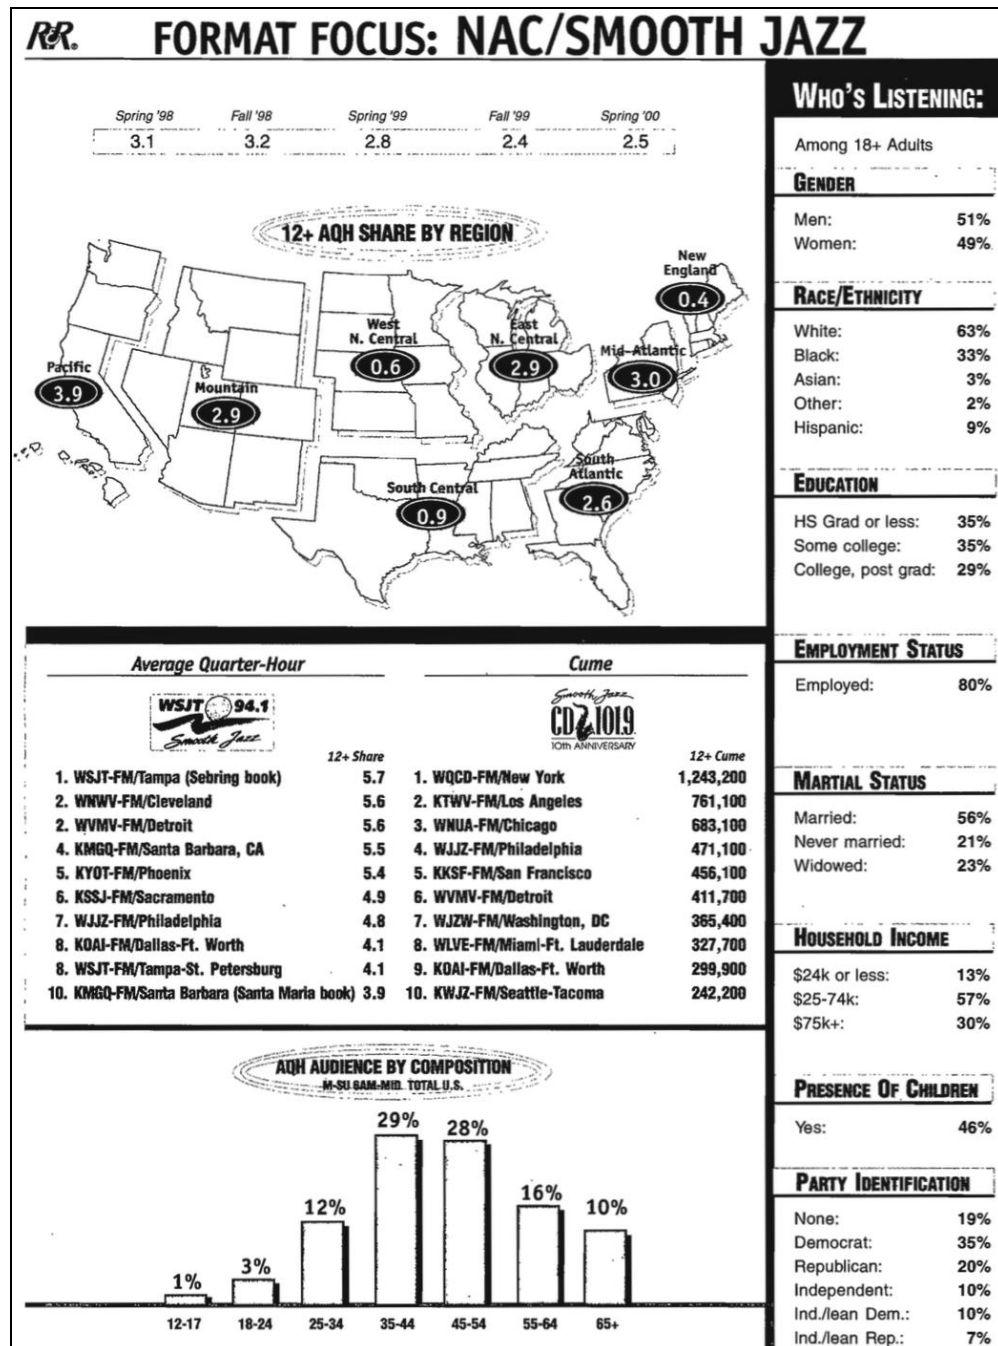 R&R®
FORMAT FOCUS: NAC/SMOOTH JAZZ
Spring '98 Fall '98 Spring '99 Fall '99 Spring '00
3.1 3.2 2.8 2.4 2.5
12+ AQH SHARE BY REGION
New
England
0.4
West
N. Central
0.6
East
N. Central
2.9
Mid-Atlantic
3.0
Pacific
3.9
Mountain
2.9
South Central
0.9
South
Atlantic
2.6
Average Quarter-Hour
WSJT 94.1
Smooth Jazz
12+ Share
1. WSJT-FM/Tampa (Sebring book) 5.7
2. WNWV-FM/Cleveland 5.6
2. WVMV-FM/Detroit 5.6
4. KMGQ-FM/Santa Barbara, CA 5.5
5. KYOT-FM/Phoenix 5.4
6. KSSJ-FM/Sacramento 4.9
7. WJJZ-FM/Philadelphia 4.8
8. KOAI-FM/Dallas-Ft. Worth 4.1
8. WSJT-FM/Tampa-St. Petersburg 4.1
10. KMGQ-FM/Santa Barbara (Santa Maria book) 3.9
Cume
Smooth Jazz
CD 101.9
10th ANNIVERSARY
12+ Cume
1. WQCD-FM/New York 1,243,200
2. KTWV-FM/Los Angeles 761,100
3. WNUA-FM/Chicago 683,100
4. WJJZ-FM/Philadelphia 471,100
5. KKSF-FM/San Francisco 456,100
6. WVMV-FM/Detroit 411,700
7. WJZW-FM/Washington, DC 365,400
8. WLVE-FM/Miami-Ft. Lauderdale 327,700
9. KOAI-FM/Dallas-Ft. Worth 299,900
10. KWJZ-FM/Seattle-Tacoma 242,200
AQH AUDIENCE BY COMPOSITION
M-SU 6AM-MID. TOTAL U.S.
1% 3% 12% 29% 28% 16% 10%
12-17 18-24 25-34 35-44 45-54 55-64 65+
WHO'S LISTENING:
Among 18+ Adults
GENDER
Men: 51%
Women: 49%
RACE/ETHNICITY
White: 63%
Black: 33%
Asian: 3%
Other: 2%
Hispanic: 9%
EDUCATION
HS Grad or less: 35%
Some college: 35%
College, post grad: 29%
EMPLOYMENT STATUS
Employed: 80%
MARTIAL STATUS
Married: 56%
Never married: 21%
Widowed: 23%
HOUSEHOLD INCOME
$24k or less: 13%
$25-74k: 57%
$75k+: 30%
PRESENCE OF CHILDREN
Yes: 46%
PARTY IDENTIFICATION
None: 19%
Democrat: 35%
Republican: 20%
Independent: 10%
Ind./lean Dem.: 10%
Ind./lean Rep.: 7%